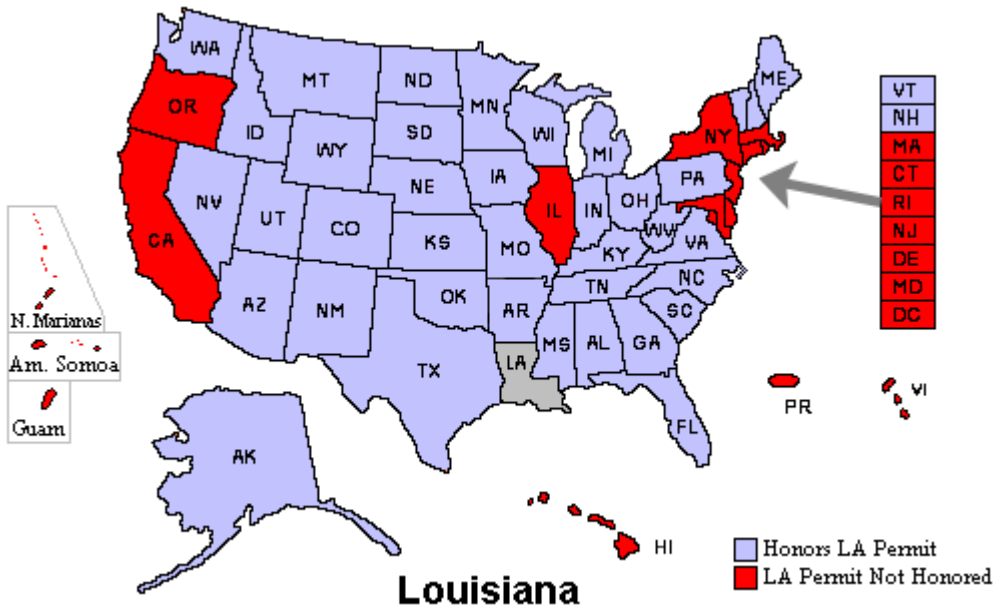 WA
MT
ND
MN
ME
OR
ID
SD
WI
MI
NY
WY
IA
PA
NE
NV
UT
CO
IL
IN
OH
WV
VA
CA
KS
MO
KY
AZ
NM
OK
AR
TN
NC
SC
TX
LA
MS
AL
GA
FL
AK
HI
VT
NH
MA
CT
RI
NJ
DE
MD
DC
N. Marianas
Am. Somoa
Guam
PR
VI
Honors LA Permit
LA Permit Not Honored
Louisiana